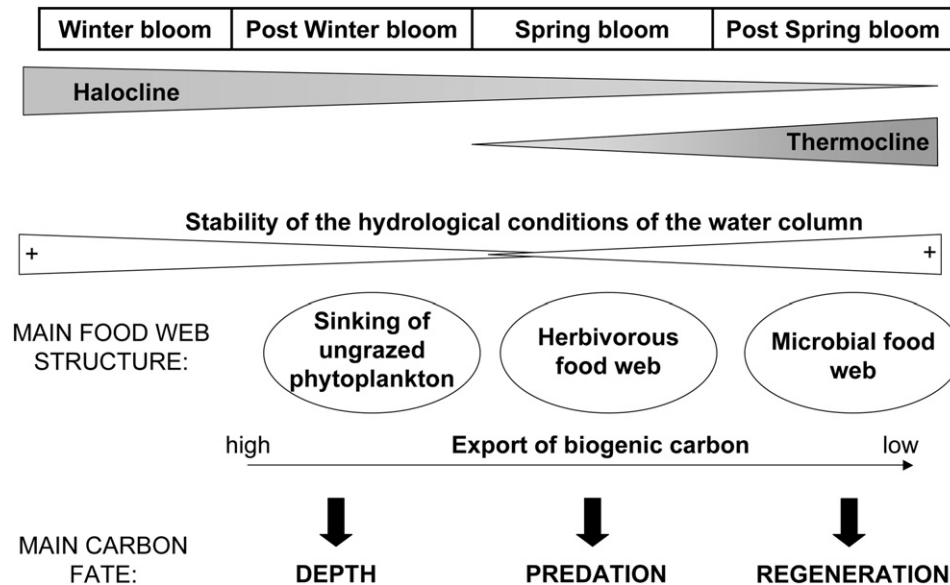 Winter bloom Post Winter bloom Spring bloom Post Spring bloom
Halocline
Thermocline
Stability of the hydrological conditions of the water column
+ +
MAIN FOOD WEB
STRUCTURE:
Sinking of
ungrazed
phytoplankton
Herbivorous
food web
Microbial food
web
high Export of biogenic carbon low
MAIN CARBON
FATE:
DEPTH PREDATION REGENERATION